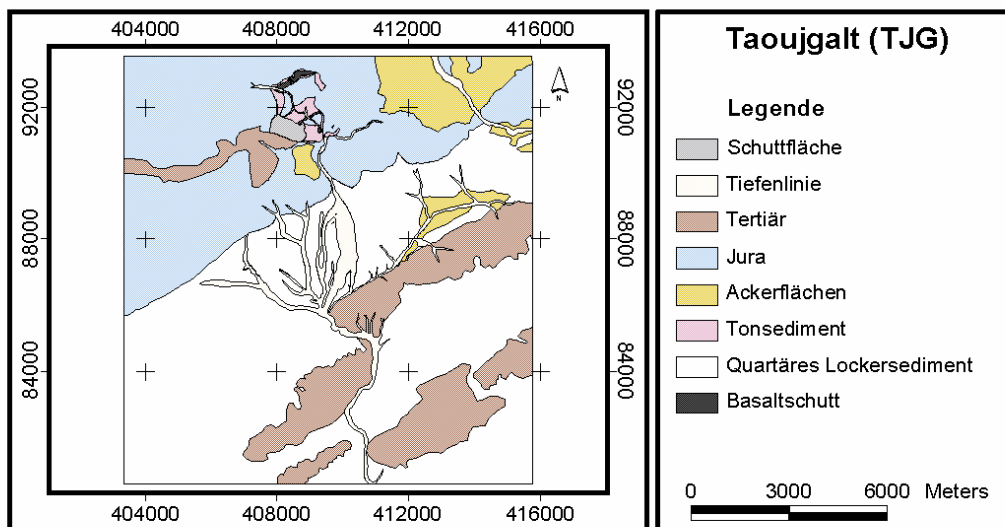 404000 408000 412000 416000
92000 92000
88000 88000
84000 84000
404000 408000 412000 416000
N
Taoujgalt (TJG)
Legende
Schuttfläche
Tiefenlinie
Tertiär
Jura
Ackerflächen
Tonsediment
Quartäres Lockersediment
Basaltschutt
0 3000 6000 Meters